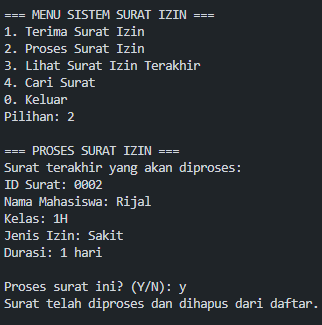 === MENU SISTEM SURAT IZIN ===
1. Terima Surat Izin
2. Proses Surat Izin
3. Lihat Surat Izin Terakhir
4. Cari Surat
0. Keluar
Pilihan: 2

=== PROSES SURAT IZIN ===
Surat terakhir yang akan diproses:
ID Surat: 0002
Nama Mahasiswa: Rijal
Kelas: 1H
Jenis Izin: Sakit
Durasi: 1 hari

Proses surat ini? (Y/N): y
Surat telah diproses dan dihapus dari daftar.